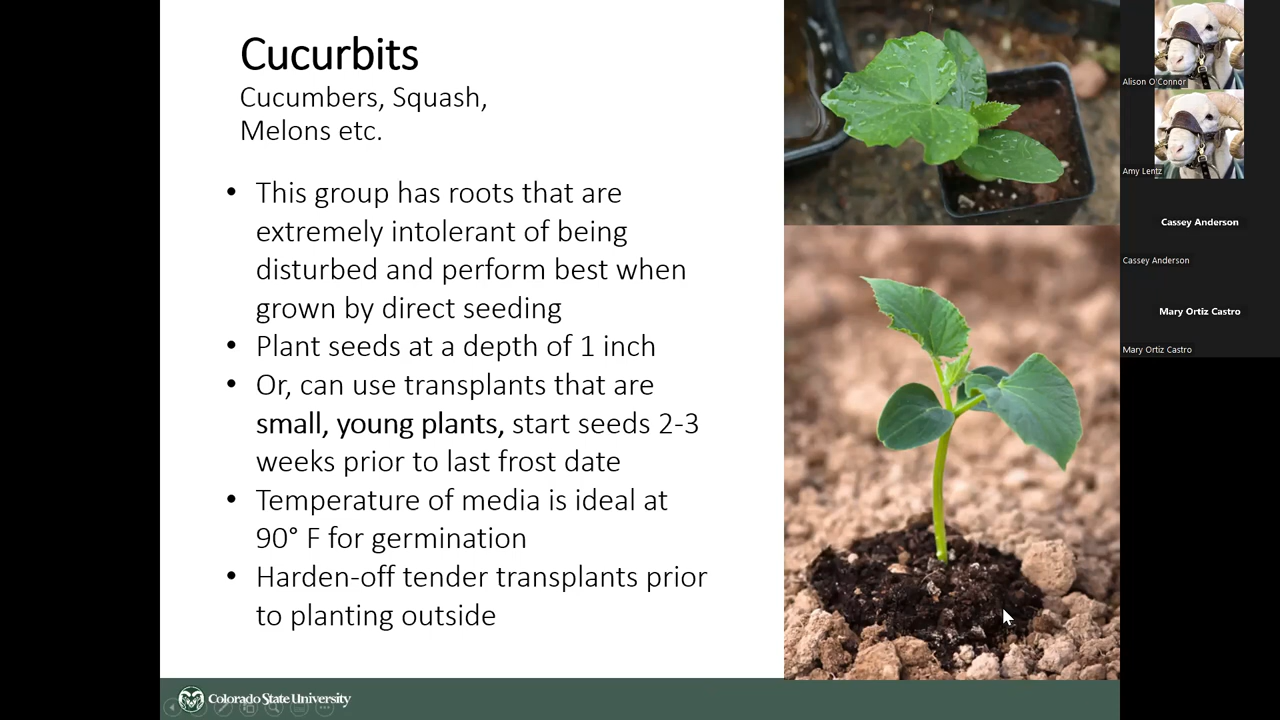 Cucurbits
Cucumbers, Squash,
Melons etc.
• This group has roots that are
extremely intolerant of being
disturbed and perform best when
grown by direct seeding
• Plant seeds at a depth of 1 inch
• Or, can use transplants that are
small, young plants, start seeds 2-3
weeks prior to last frost date
• Temperature of media is ideal at
90° F for germination
• Harden-off tender transplants prior
to planting outside
Colorado State University
Alison O'Connor
Amy Lentz
Cassey Anderson
Cassey Anderson
Mary Ortiz Castro
Mary Ortiz Castro